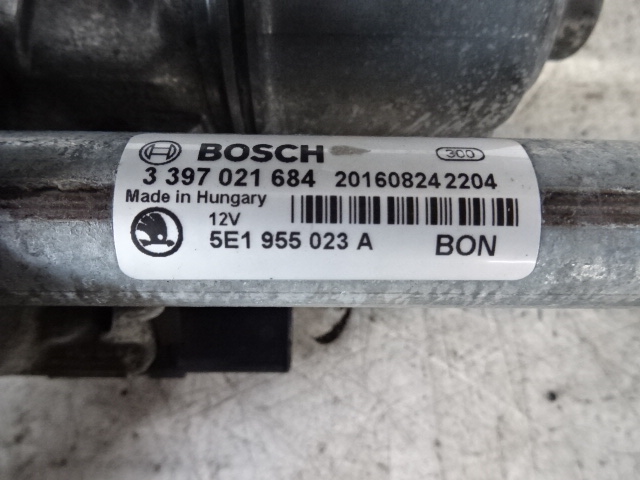 BOSCH 300
3 397 021 684 201608242204
Made in Hungary
12V
5E1 955 023 A BON